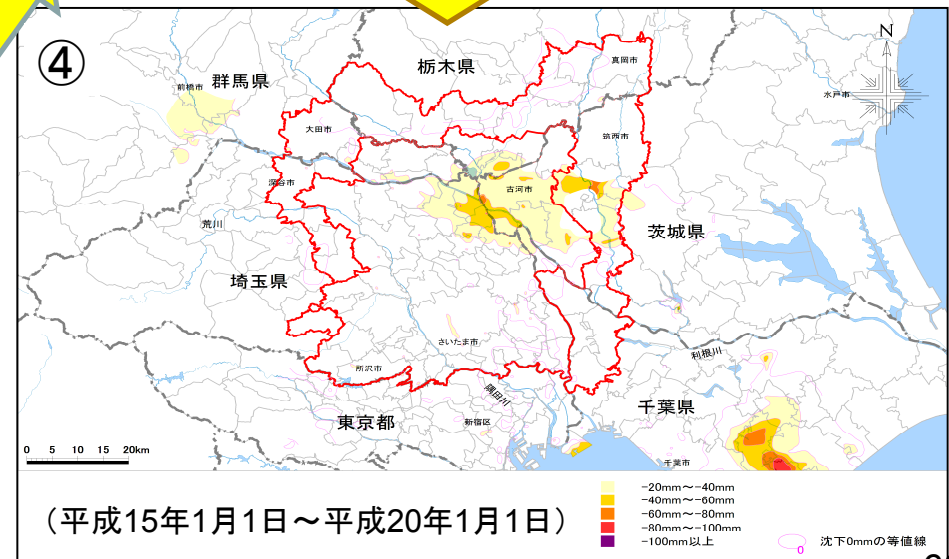 ④
N
栃木県
真岡市
群馬県
前橋市
水戸市
大田市
筑西市
深谷市
古河市
荒川
茨城県
埼玉県
さいたま市
利根川
所沢市
隅田川
千葉県
東京都
新宿区
千葉市
0 5 10 15 20km
-20mm～-40mm
-40mm～-60mm
-60mm～-80mm
-80mm～-100mm
-100mm以上
0
沈下0mmの等値線
（平成15年1月1日～平成20年1月1日）